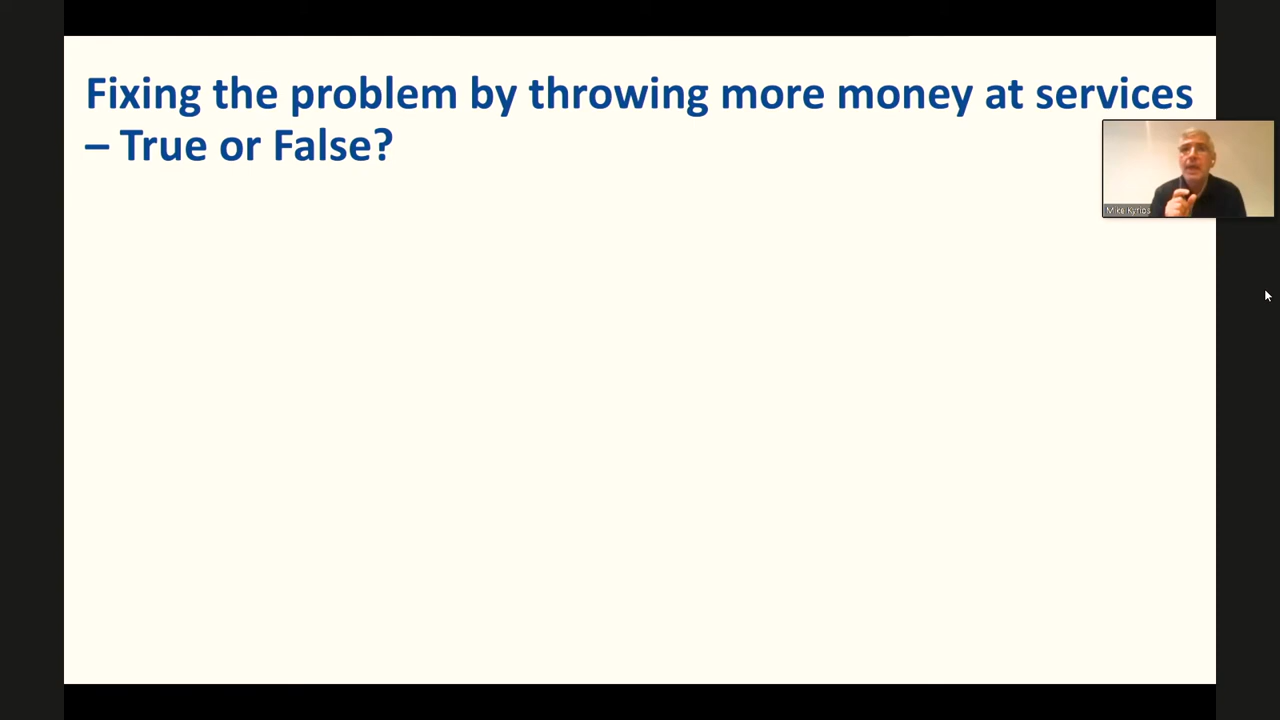 Fixing the problem by throwing more money at services
– True or False?
Mike Kyrios